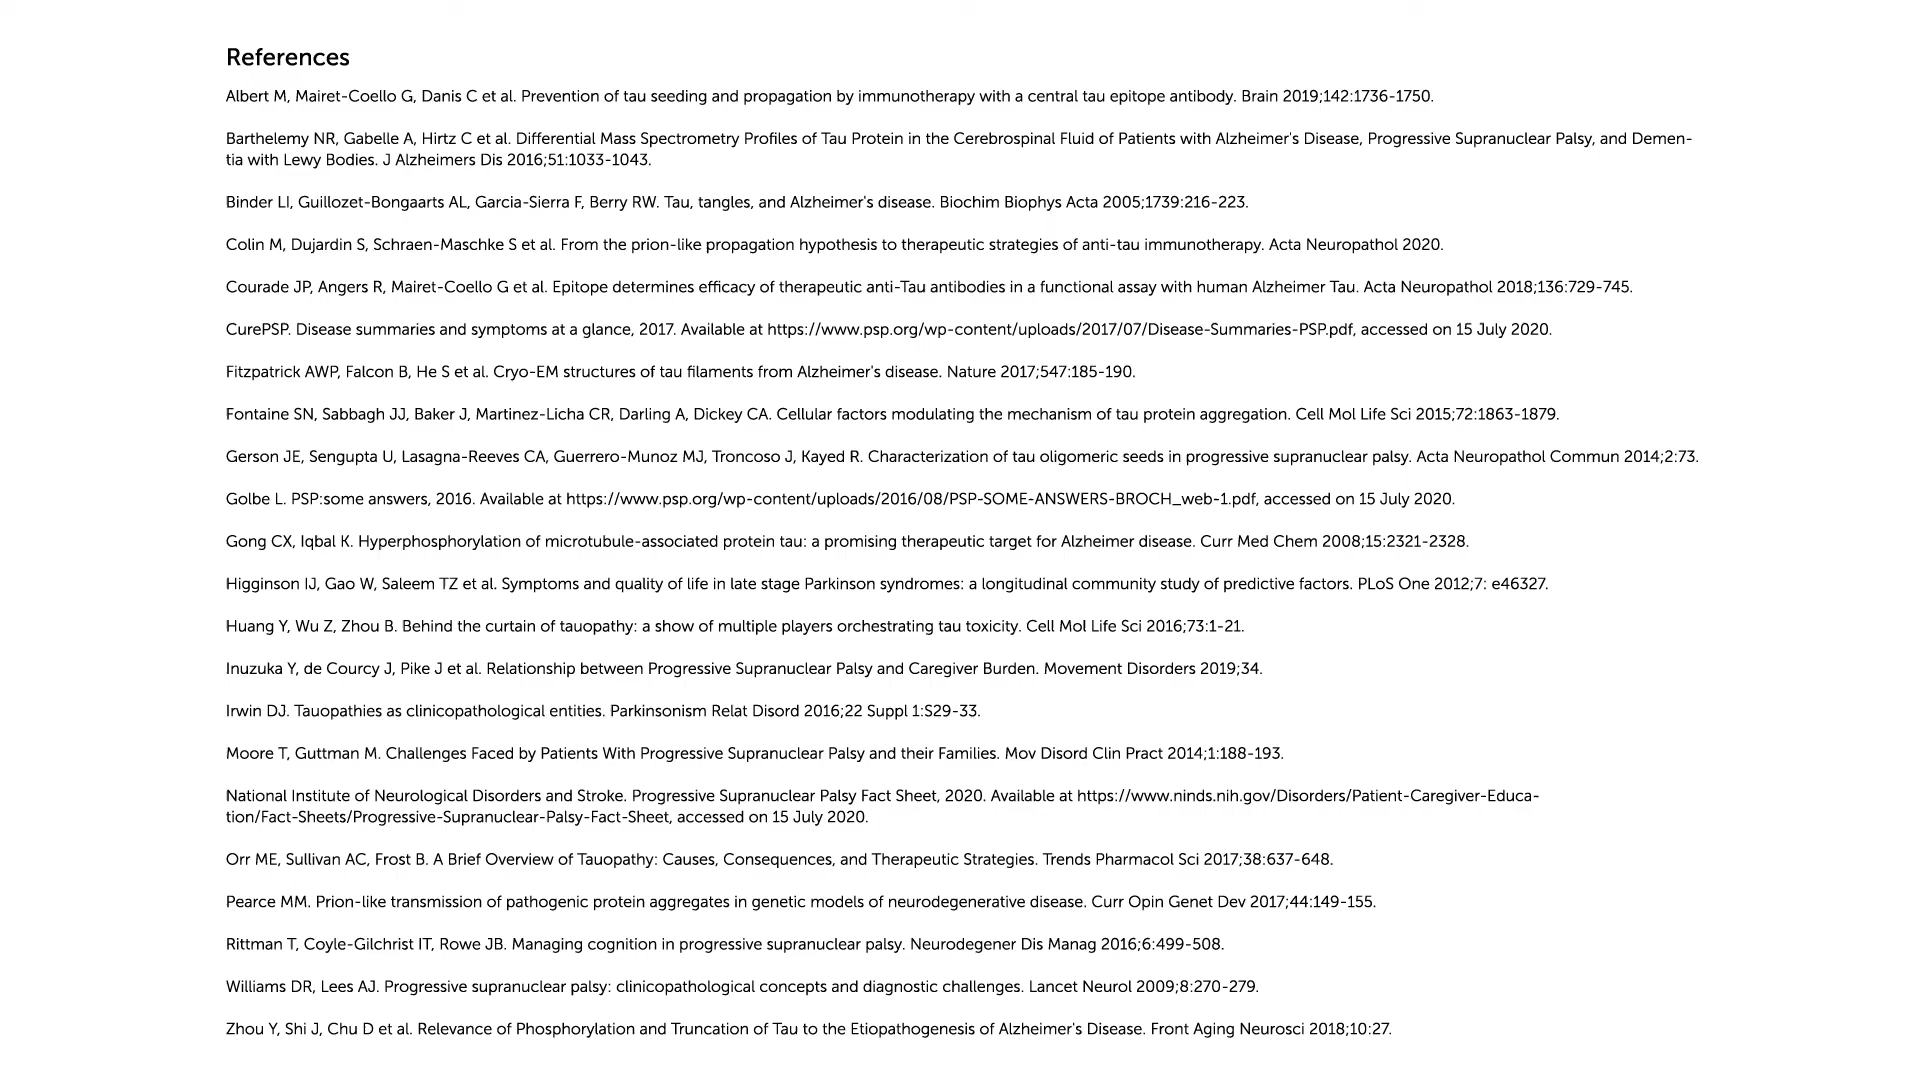 References
Albert M, Mairet-Coello G, Danis C et al. Prevention of tau seeding and propagation by immunotherapy with a central tau epitope antibody. Brain 2019;142:1736-1750.
Barthelemy NR, Gabelle A, Hirtz C et al. Differential Mass Spectrometry Profiles of Tau Protein in the Cerebrospinal Fluid of Patients with Alzheimer's Disease, Progressive Supranuclear Palsy, and Demen-
tia with Lewy Bodies. J Alzheimers Dis 2016;51:1033-1043.
Binder LI, Guillozet-Bongaarts AL, Garcia-Sierra F, Berry RW. Tau, tangles, and Alzheimer's disease. Biochim Biophys Acta 2005;1739:216-223.
Colin M, Dujardin S, Schraen-Maschke S et al. From the prion-like propagation hypothesis to therapeutic strategies of anti-tau immunotherapy. Acta Neuropathol 2020.
Courade JP, Angers R, Mairet-Coello G et al. Epitope determines efficacy of therapeutic anti-Tau antibodies in a functional assay with human Alzheimer Tau. Acta Neuropathol 2018;136:729-745.
CurePSP. Disease summaries and symptoms at a glance, 2017. Available at https://www.psp.org/wp-content/uploads/2017/07/Disease-Summaries-PSP.pdf, accessed on 15 July 2020.
Fitzpatrick AWP, Falcon B, He S et al. Cryo-EM structures of tau filaments from Alzheimer's disease. Nature 2017;547:185-190.
Fontaine SN, Sabbagh JJ, Baker J, Martinez-Licha CR, Darling A, Dickey CA. Cellular factors modulating the mechanism of tau protein aggregation. Cell Mol Life Sci 2015;72:1863-1879.
Gerson JE, Sengupta U, Lasagna-Reeves CA, Guerrero-Munoz MJ, Troncoso J, Kayed R. Characterization of tau oligomeric seeds in progressive supranuclear palsy. Acta Neuropathol Commun 2014;2:73.
Golbe L. PSP:some answers, 2016. Available at https://www.psp.org/wp-content/uploads/2016/08/PSP-SOME-ANSWERS-BROCH_web-1.pdf, accessed on 15 July 2020.
Gong CX, Iqbal K. Hyperphosphorylation of microtubule-associated protein tau: a promising therapeutic target for Alzheimer disease. Curr Med Chem 2008;15:2321-2328.
Higginson IJ, Gao W, Saleem TZ et al. Symptoms and quality of life in late stage Parkinson syndromes: a longitudinal community study of predictive factors. PLoS One 2012;7: e46327.
Huang Y, Wu Z, Zhou B. Behind the curtain of tauopathy: a show of multiple players orchestrating tau toxicity. Cell Mol Life Sci 2016;73:1-21.
Inuzuka Y, de Courcy J, Pike J et al. Relationship between Progressive Supranuclear Palsy and Caregiver Burden. Movement Disorders 2019;34.
Irwin DJ. Tauopathies as clinicopathological entities. Parkinsonism Relat Disord 2016;22 Suppl 1:S29-33.
Moore T, Guttman M. Challenges Faced by Patients With Progressive Supranuclear Palsy and their Families. Mov Disord Clin Pract 2014;1:188-193.
National Institute of Neurological Disorders and Stroke. Progressive Supranuclear Palsy Fact Sheet, 2020. Available at https://www.ninds.nih.gov/Disorders/Patient-Caregiver-Educa-
tion/Fact-Sheets/Progressive-Supranuclear-Palsy-Fact-Sheet, accessed on 15 July 2020.
Orr ME, Sullivan AC, Frost B. A Brief Overview of Tauopathy: Causes, Consequences, and Therapeutic Strategies. Trends Pharmacol Sci 2017;38:637-648.
Pearce MM. Prion-like transmission of pathogenic protein aggregates in genetic models of neurodegenerative disease. Curr Opin Genet Dev 2017;44:149-155.
Rittman T, Coyle-Gilchrist IT, Rowe JB. Managing cognition in progressive supranuclear palsy. Neurodegener Dis Manag 2016;6:499-508.
Williams DR, Lees AJ. Progressive supranuclear palsy: clinicopathological concepts and diagnostic challenges. Lancet Neurol 2009;8:270-279.
Zhou Y, Shi J, Chu D et al. Relevance of Phosphorylation and Truncation of Tau to the Etiopathogenesis of Alzheimer's Disease. Front Aging Neurosci 2018;10:27.